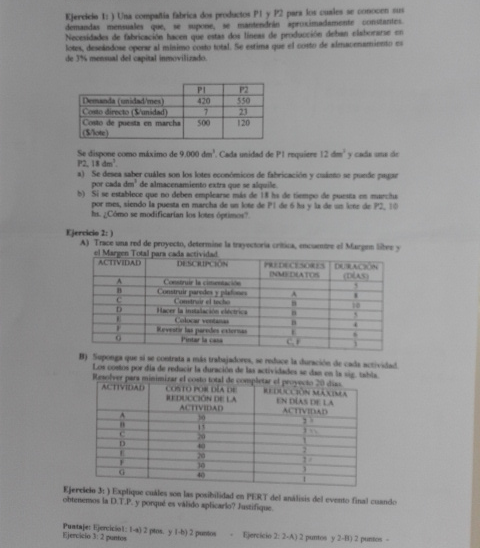 Ejercicio 1: ) Una compañía fabrica dos productos P1 y P2 para los cuales se conocen sus
demandas mensuales que, se supone, se mantendrán aproximadamente constantes.
Necesidades de fabricación hacen que estas dos líneas de producción deban elaborarse en
lotes, deseándose operar al mínimo costo total. Se estima que el costo de almacenamiento es
de 3% mensual del capital inmovilizado.
P1 P2
Demanda (unidad/mes) 420 550
Costo directo ($/unidad) 7 23
Costo de puesta en marcha 500 120
($/lote)
Se dispone como máximo de 9.000 dm³. Cada unidad de P1 requiere 12 dm³ y cada una de
P2, 18 dm³.
a) Se desea saber cuáles son los lotes económicos de fabricación y cuánto se puede pagar
por cada dm³ de almacenamiento extra que se alquile.
b) Si se establece que no deben emplearse más de 18 hs de tiempo de puesta en marcha
por mes, siendo la puesta en marcha de un lote de P1 de 6 hs y la de un lote de P2, 10
hs. ¿Cómo se modificarían los lotes óptimos?
Ejercicio 2: )
A) Trace una red de proyecto, determine la trayectoria crítica, encuentre el Margen libre y
el Margen Total para cada actividad.
ACTIVIDAD DESCRIPCIÓN PREDECESORES DURACIÓN
INMEDIATOS (DÍAS)
A Construir la cimentación 5
B Construir paredes y plafones A 8
C Construir el techo B 10
D Hacer la instalación eléctrica B 5
E Colocar ventanas B 4
F Revestir las paredes externas E 6
G Pintar la casa C, F 3
B) Suponga que si se contrata a más trabajadores, se reduce la duración de cada actividad.
Los costos por día de reducir la duración de las actividades se dan en la sig. tabla.
Resolver para minimizar el costo total de completar el proyecto 20 días.
ACTIVIDAD COSTO POR DÍA DE REDUCCIÓN MÁXIMA
REDUCCIÓN DE LA EN DÍAS DE LA
ACTIVIDAD ACTIVIDAD
A 30 2
B 15 3
C 20 1
D 40 2
E 20 2
F 30 3
G 40 1
Ejercicio 3: ) Explique cuáles son las posibilidad en PERT del análisis del evento final cuando
obtenemos la D.T.P. y porqué es válido aplicarlo? Justifique.
Puntaje: Ejercicio1: 1-a) 2 ptos. y 1-b) 2 puntos - Ejercicio 2: 2-A) 2 puntos y 2-B) 2 puntos -
Ejercicio 3: 2 puntos